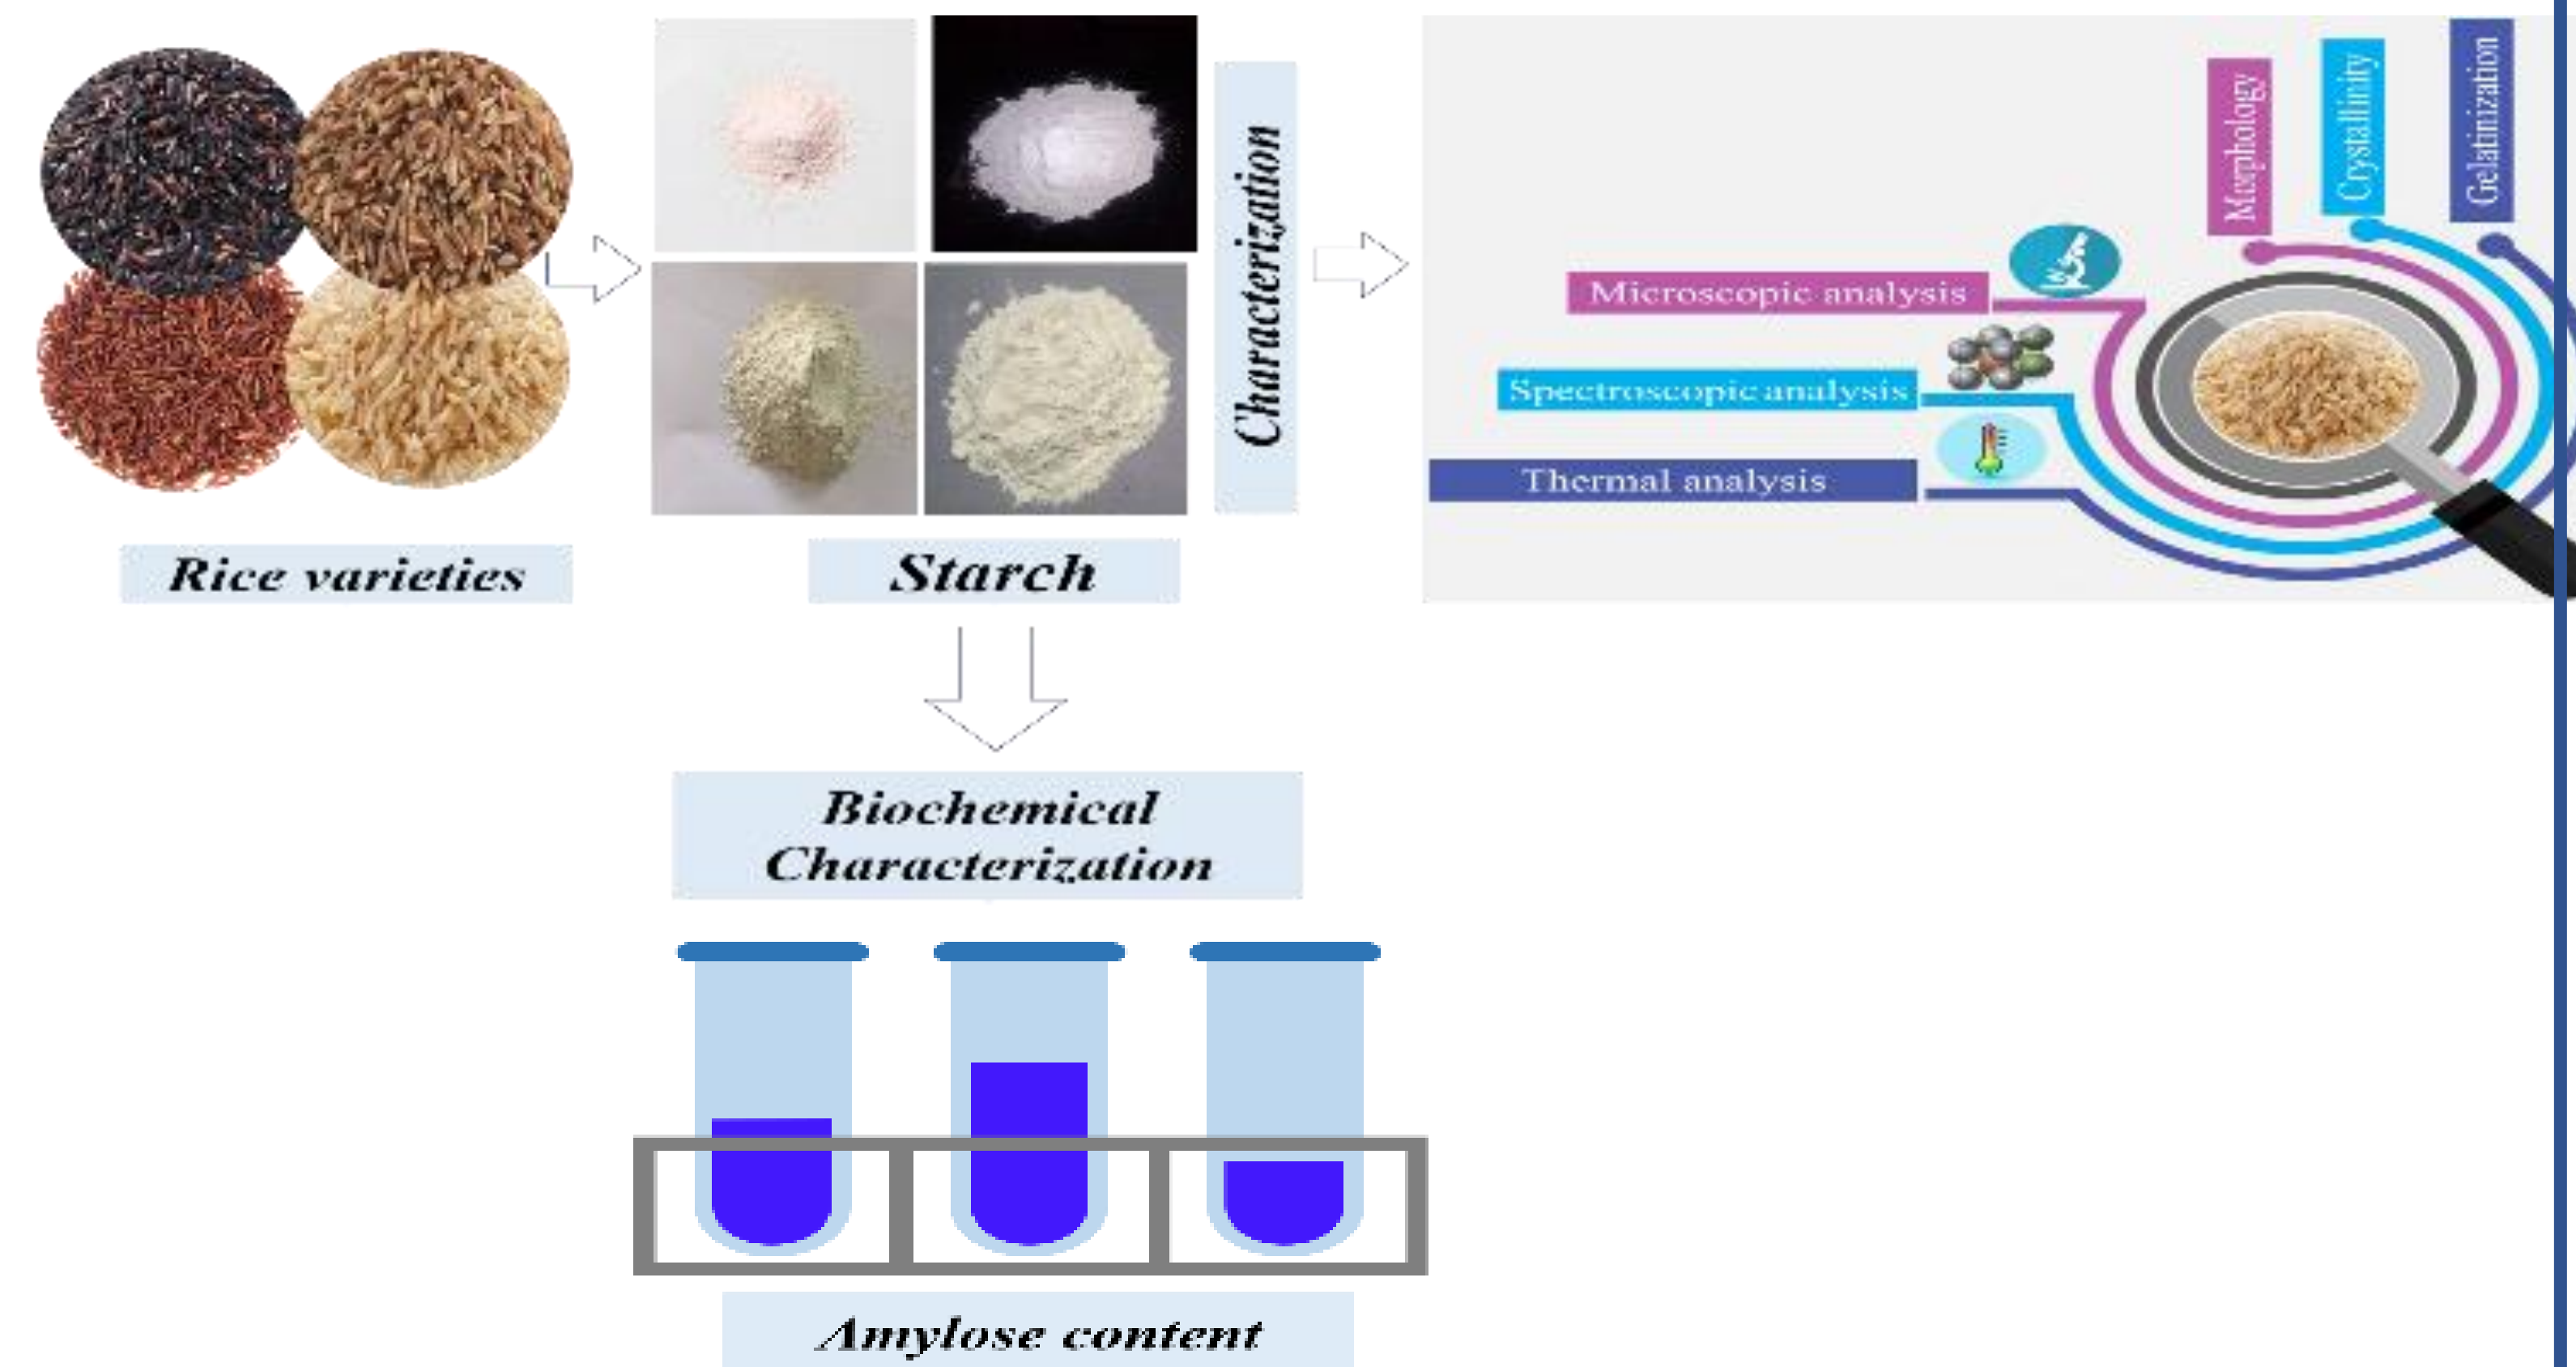 Rice varieties
Starch
Characterization
Morphology
Crystallinity
Gelatinization
Microscopic analysis
Spectroscopic analysis
Thermal analysis
Biochemical
Characterization
Amylose content